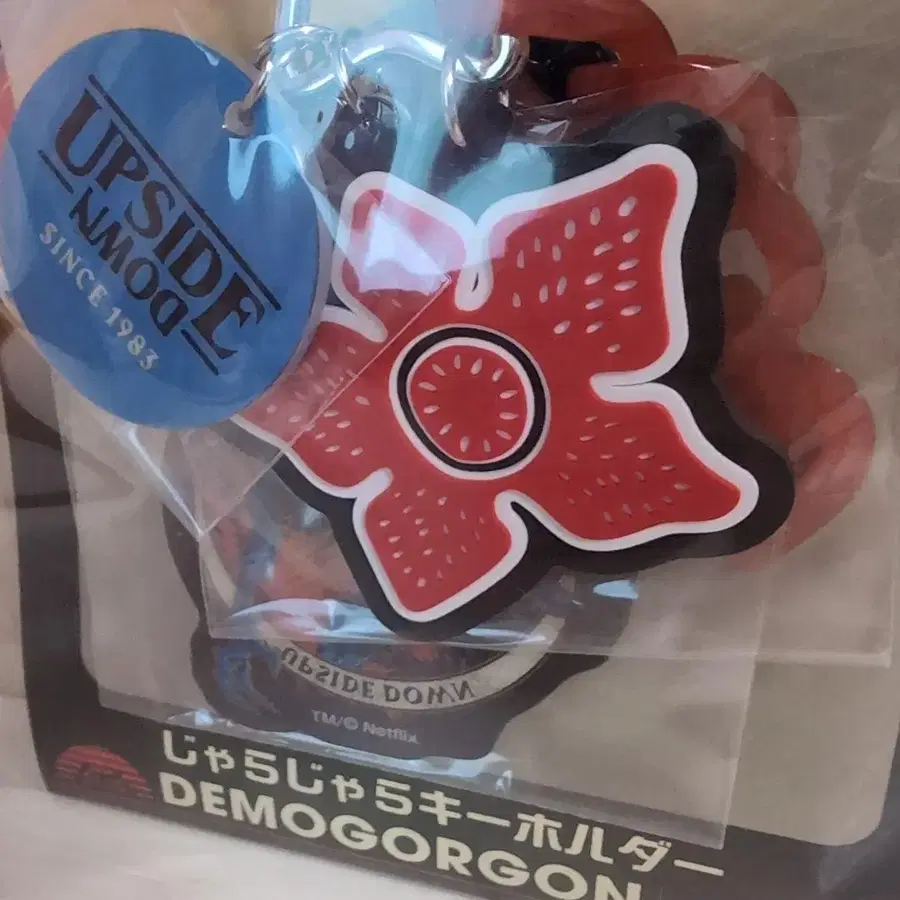 UPSIDE
DOWN
SINCE 1983
UPSIDE DOWN
TM/© Netflix.
じゃらじゃらキーホルダー
DEMOGORGON